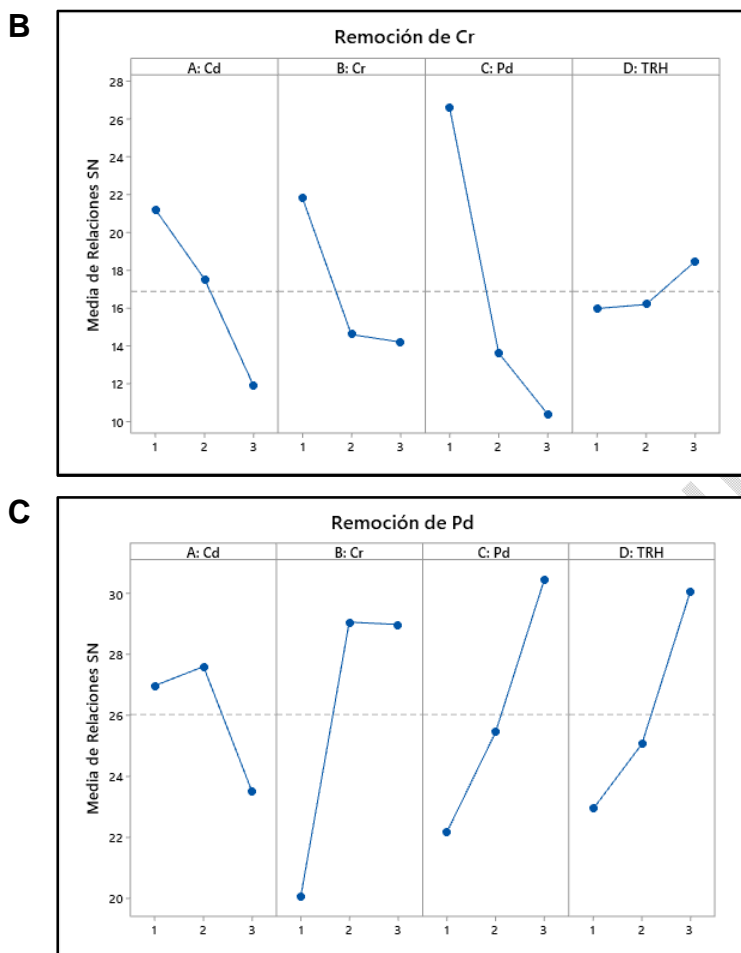 B
Remoción de Cr
A: Cd B: Cr C: Pd D: TRH
Media de Relaciones SN
28
26
24
22
20
18
16
14
12
10
1 2 3 1 2 3 1 2 3 1 2 3
C
Remoción de Pd
A: Cd B: Cr C: Pd D: TRH
Media de Relaciones SN
30
28
26
24
22
20
1 2 3 1 2 3 1 2 3 1 2 3